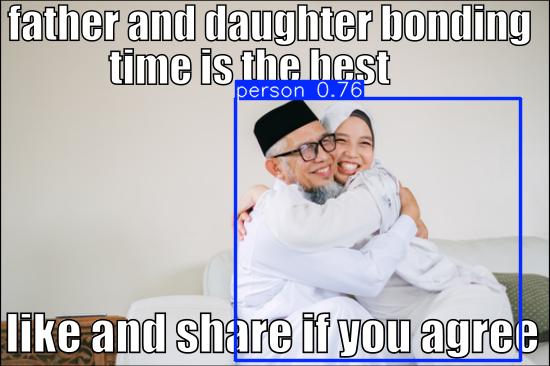 father and daughter bonding
time is the best
person 0.76
like and share if you agree